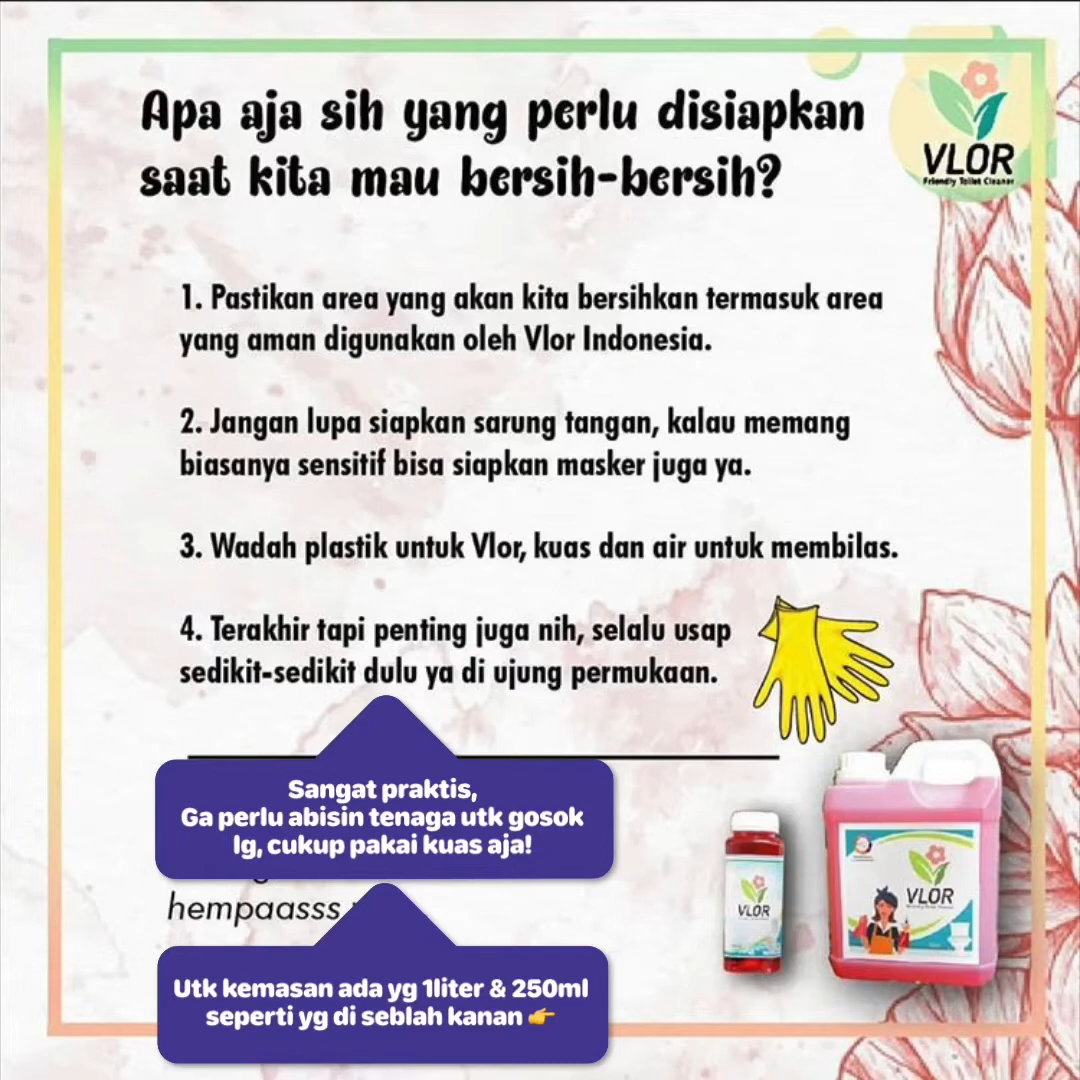 Apa aja sih yang perlu disiapkan
saat kita mau bersih-bersih?
VLOR
Friendly Toilet Cleaner
1. Pastikan area yang akan kita bersihkan termasuk area
yang aman digunakan oleh Vlor Indonesia.
2. Jangan lupa siapkan sarung tangan, kalau memang
biasanya sensitif bisa siapkan masker juga ya.
3. Wadah plastik untuk Vlor, kuas dan air untuk membilas.
4. Terakhir tapi penting juga nih, selalu usap
sedikit-sedikit dulu ya di ujung permukaan.
Sangat praktis,
Ga perlu abisin tenaga utk gosok
lg, cukup pakai kuas aja!
hempaasss
Utk kemasan ada yg 1liter & 250ml
seperti yg di seblah kanan 👉
VLOR
VLOR